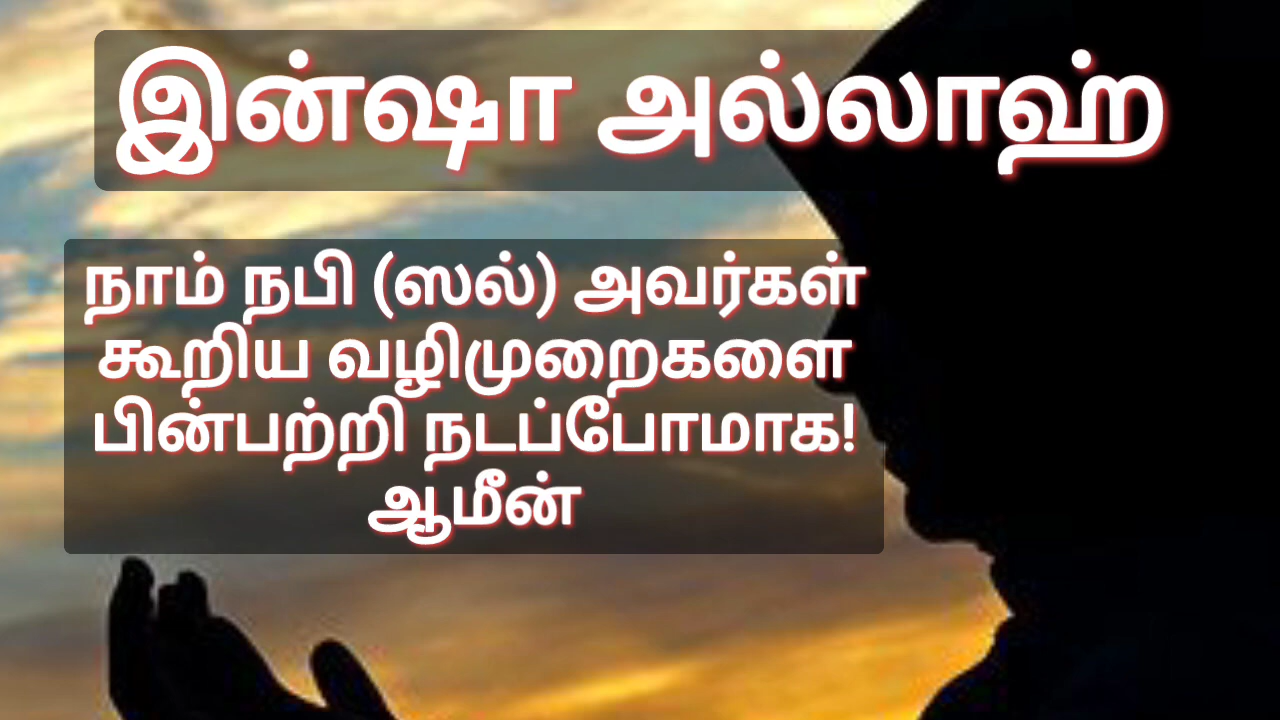 இன்ஷா அல்லாஹ்
நாம் நபி (ஸல்) அவர்கள்
கூறிய வழிமுறைகளை
பின்பற்றி நடப்போமாக!
ஆமீன்